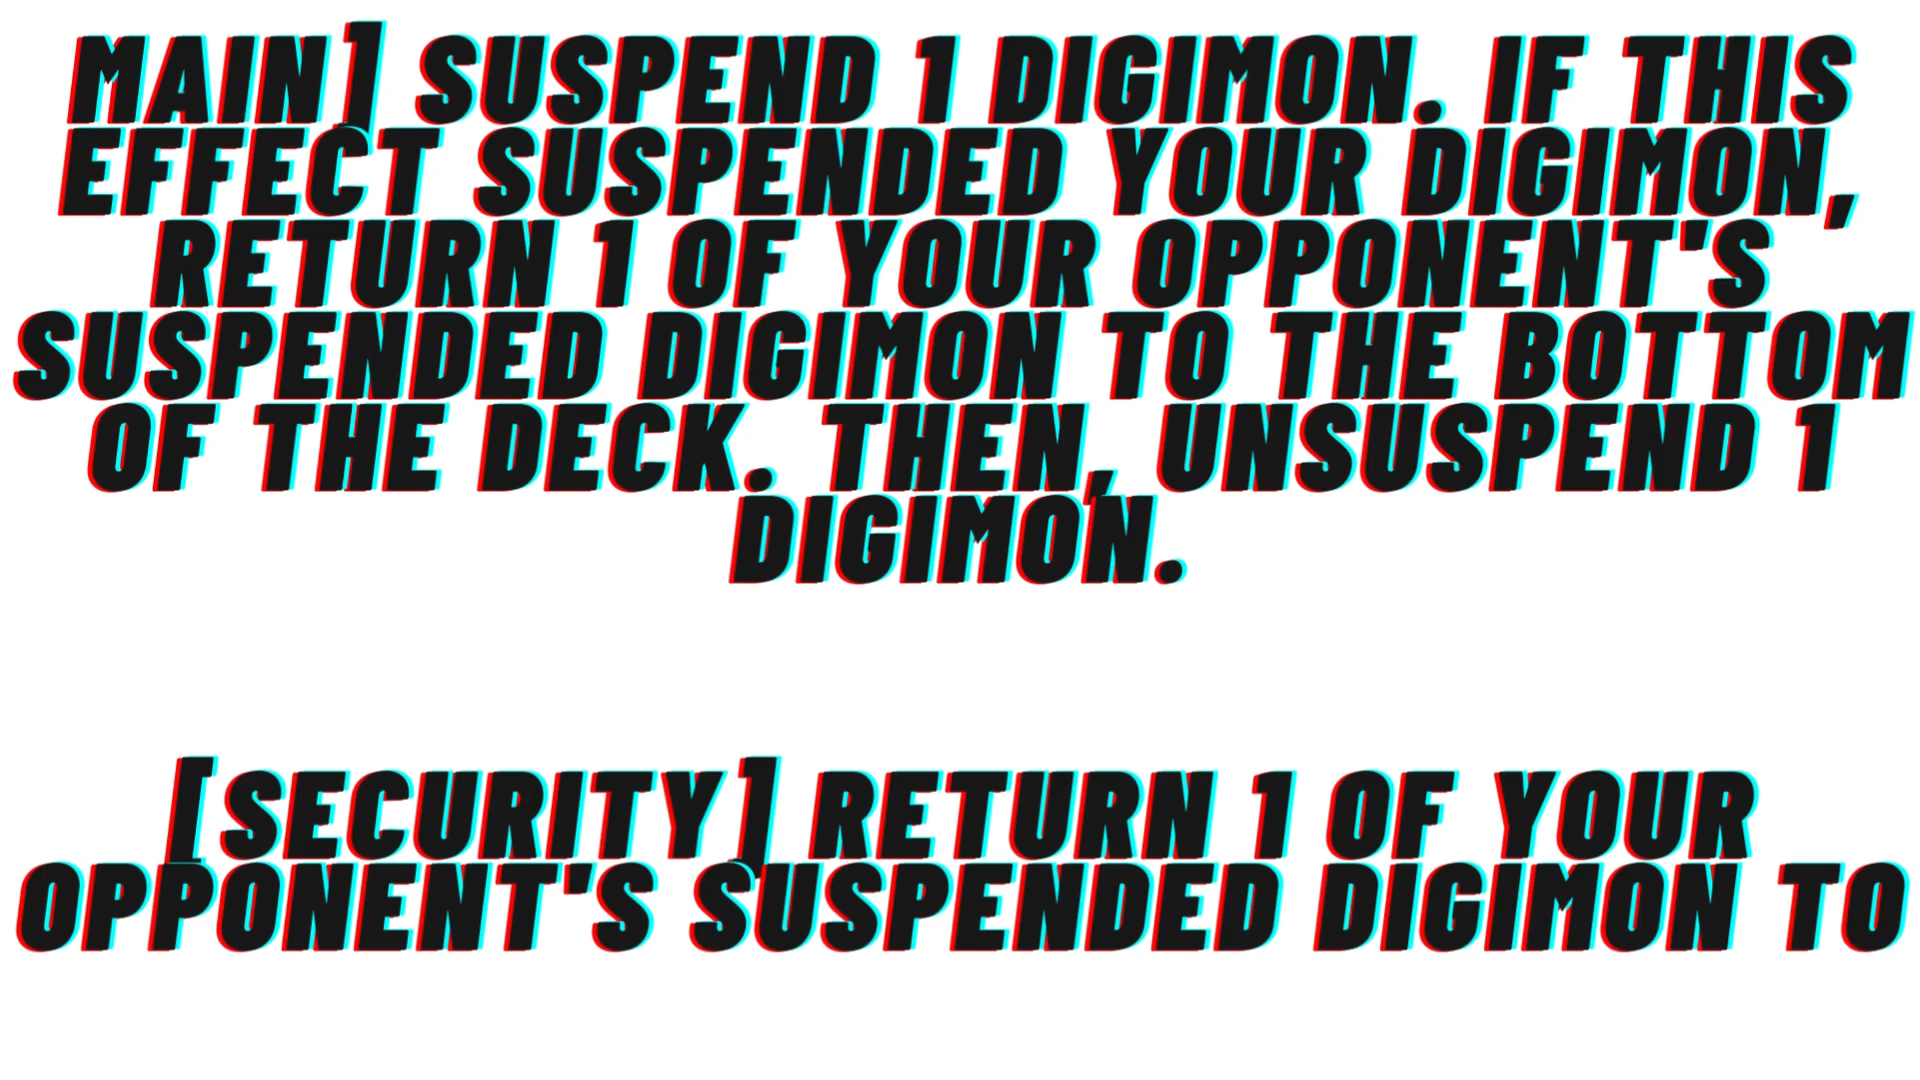 MAIN] SUSPEND 1 DIGIMON. IF THIS
EFFECT SUSPENDED YOUR DIGIMON,
RETURN 1 OF YOUR OPPONENT'S
SUSPENDED DIGIMON TO THE BOTTOM
OF THE DECK. THEN, UNSUSPEND 1
DIGIMON.
[SECURITY] RETURN 1 OF YOUR
OPPONENT'S SUSPENDED DIGIMON TO